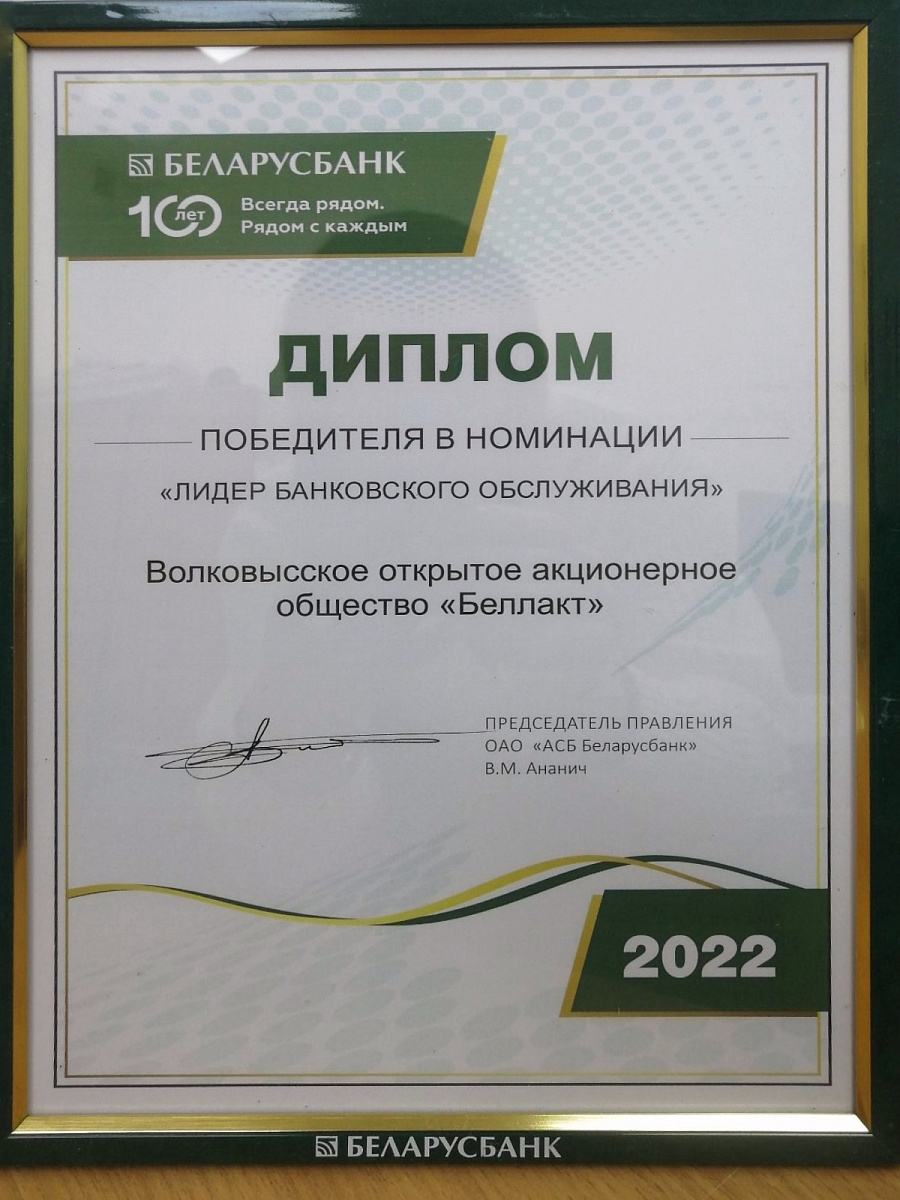 БЕЛАРУСБАНК
100 лет
Всегда рядом.
Рядом с каждым
ДИПЛОМ
ПОБЕДИТЕЛЯ В НОМИНАЦИИ
«ЛИДЕР БАНКОВСКОГО ОБСЛУЖИВАНИЯ»
Волковысское открытое акционерное
общество «Беллакт»
ПРЕДСЕДАТЕЛЬ ПРАВЛЕНИЯ
ОАО «АСБ Беларусбанк»
В.М. Ананич
2022
БЕЛАРУСБАНК